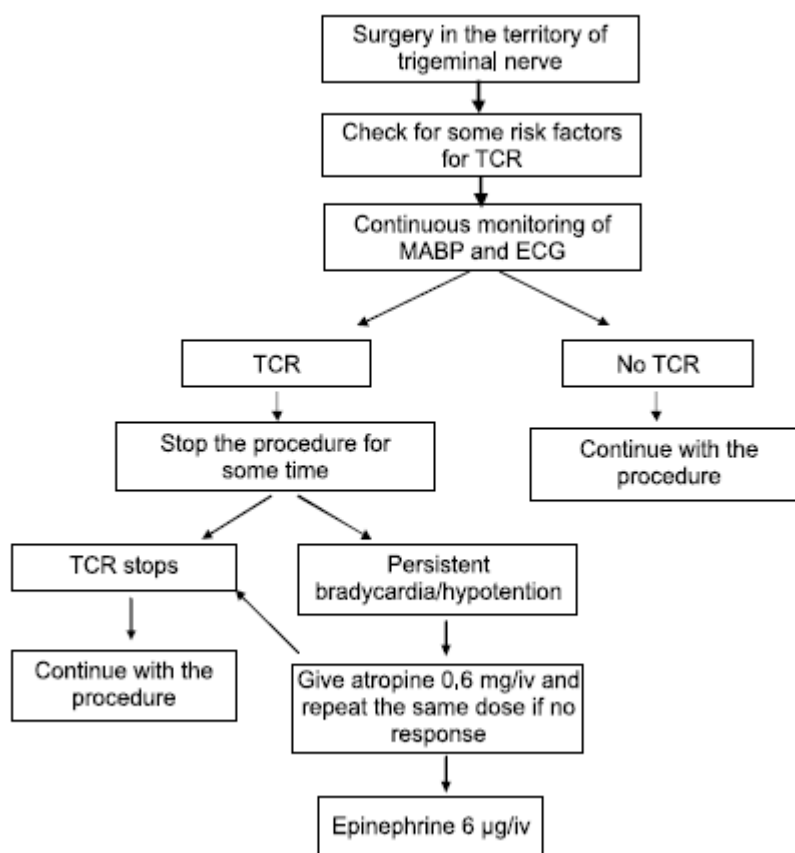 Surgery in the territory of
trigeminal nerve
Check for some risk factors
for TCR
Continuous monitoring of
MABP and ECG
TCR
No TCR
Stop the procedure for
some time
Continue with the
procedure
TCR stops
Persistent
bradycardia/hypotention
Continue with the
procedure
Give atropine 0,6 mg/iv and
repeat the same dose if no
response
Epinephrine 6 μg/iv